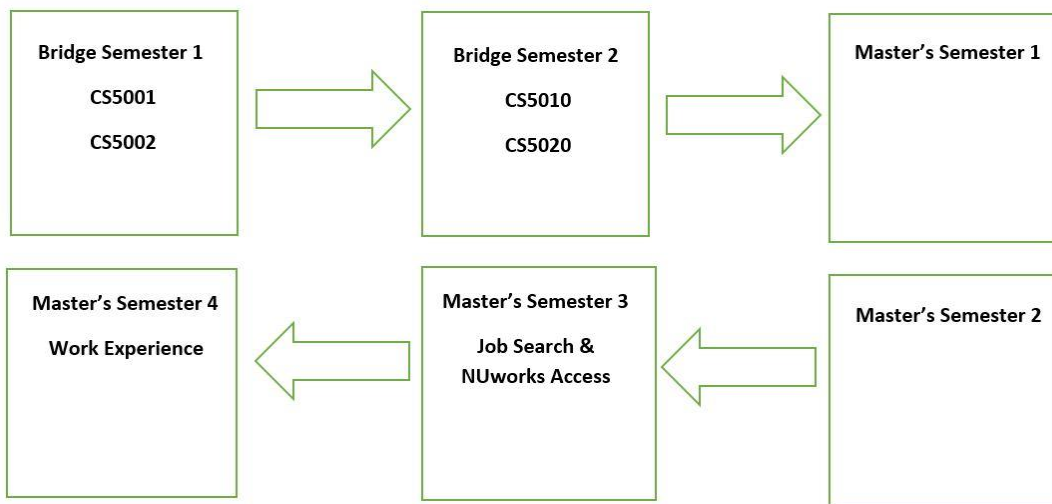 Bridge Semester 1
CS5001
CS5002
Bridge Semester 2
CS5010
CS5020
Master’s Semester 1
Master’s Semester 2
Master’s Semester 3
Job Search &
NUworks Access
Master’s Semester 4
Work Experience